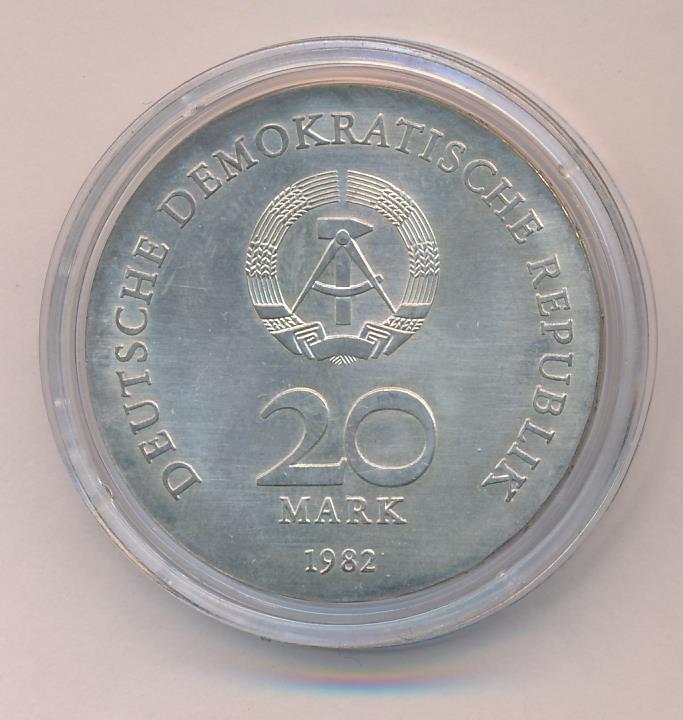 DEUTSCHE DEMOKRATISCHE REPUBLIK
20
MARK
1982